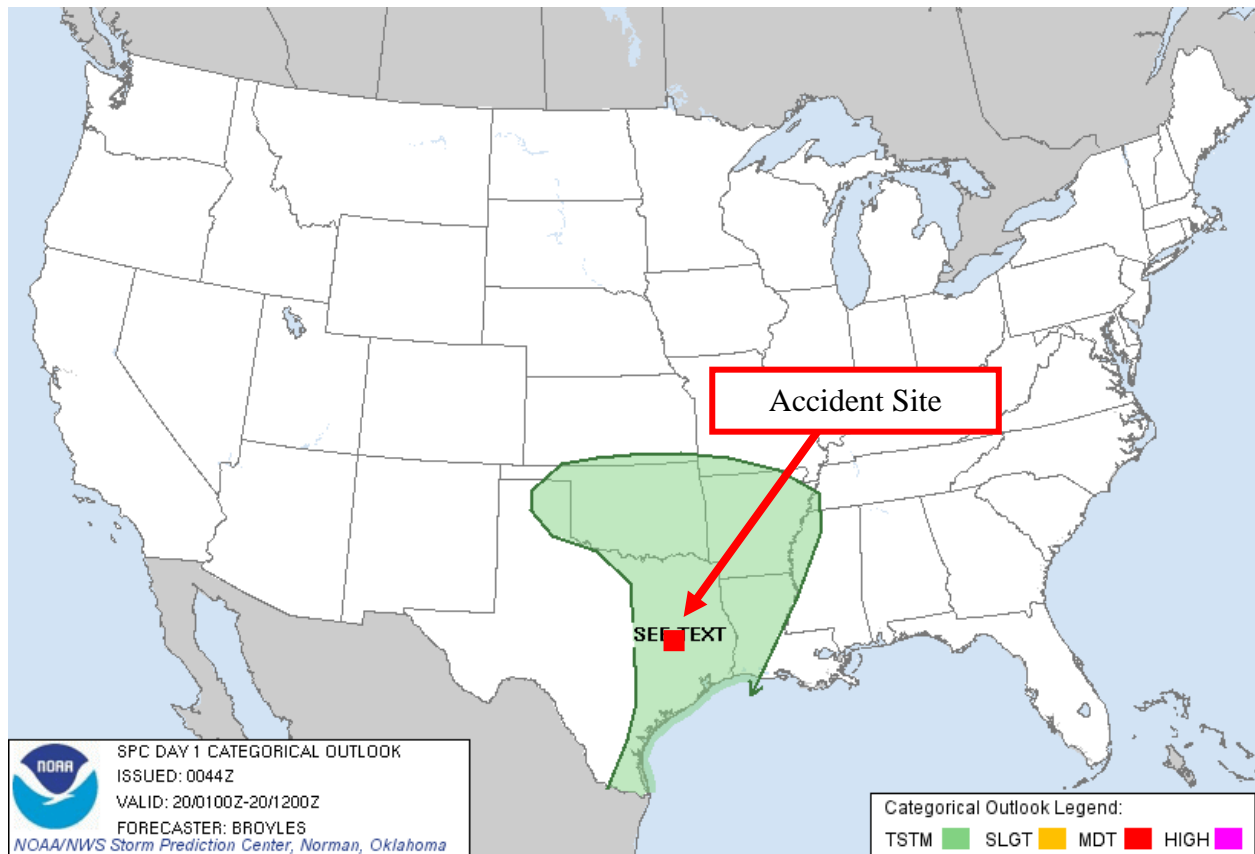 Accident Site
SEE TEXT
SPC DAY 1 CATEGORICAL OUTLOOK
ISSUED: 0044Z
VALID: 20/0100Z-20/1200Z
FORECASTER: BROYLES
NOAA/NWS Storm Prediction Center, Norman, Oklahoma
NOAA
Categorical Outlook Legend:
TSTM SLGT MDT HIGH